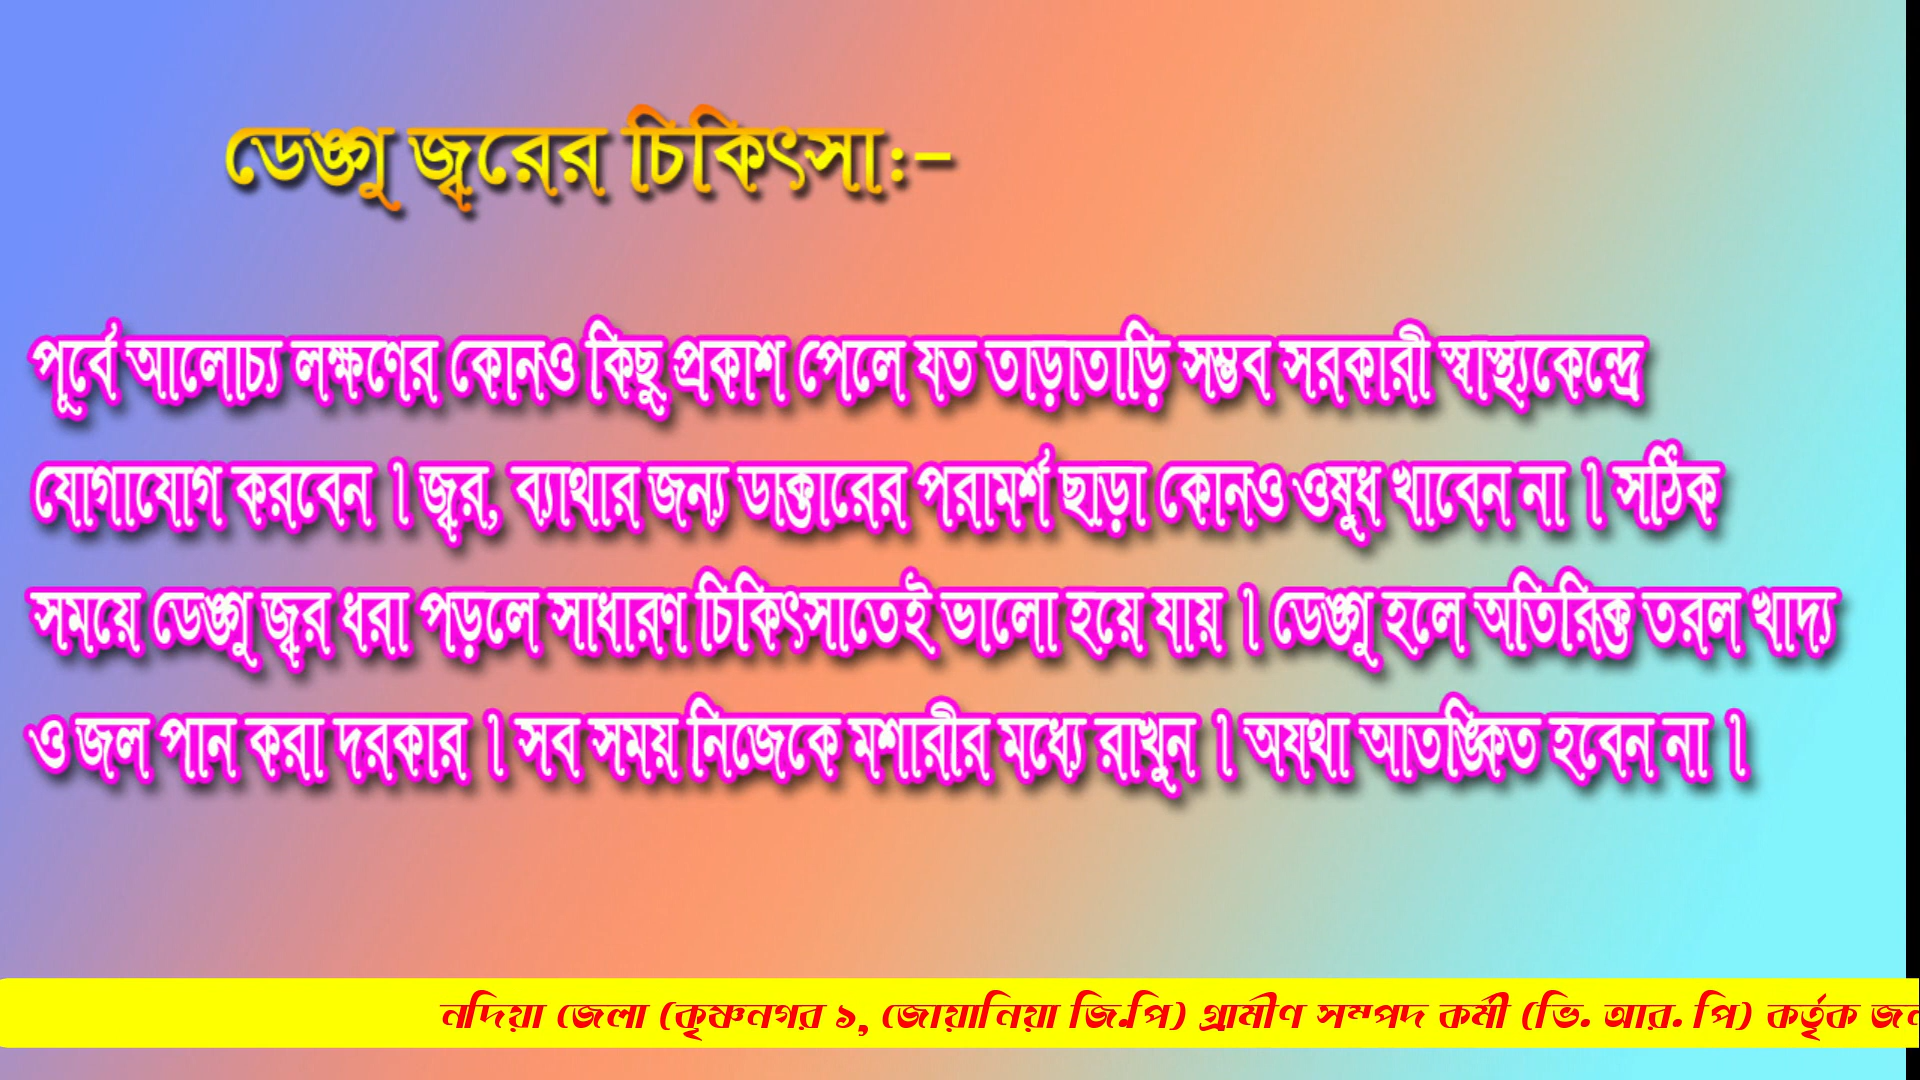 ডেঙ্গু জ্বরের চিকিৎসা:-
পূর্বে আলোচ্য লক্ষণের কোনও কিছু প্রকাশ পেলে যত তাড়াতাড়ি সম্ভব সরকারী স্বাস্থ্যকেন্দ্রে
যোগাযোগ করবেন । জ্বর, ব্যাথার জন্য ডাক্তারের পরামর্শ ছাড়া কোনও ওষুধ খাবেন না । সঠিক
সময়ে ডেঙ্গু জ্বর ধরা পড়লে সাধারণ চিকিৎসাতেই ভালো হয়ে যায় । ডেঙ্গু হলে অতিরিক্ত তরল খাদ্য
ও জল পান করা দরকার । সব সময় নিজেকে মশারীর মধ্যে রাখুন । অযথা আতঙ্কিত হবেন না ।
নদিয়া জেলা (কৃষ্ণনগর ১, জোয়ানিয়া জি.পি) গ্রামীণ সম্পদ কর্মী (ভি. আর. পি) কর্তৃক